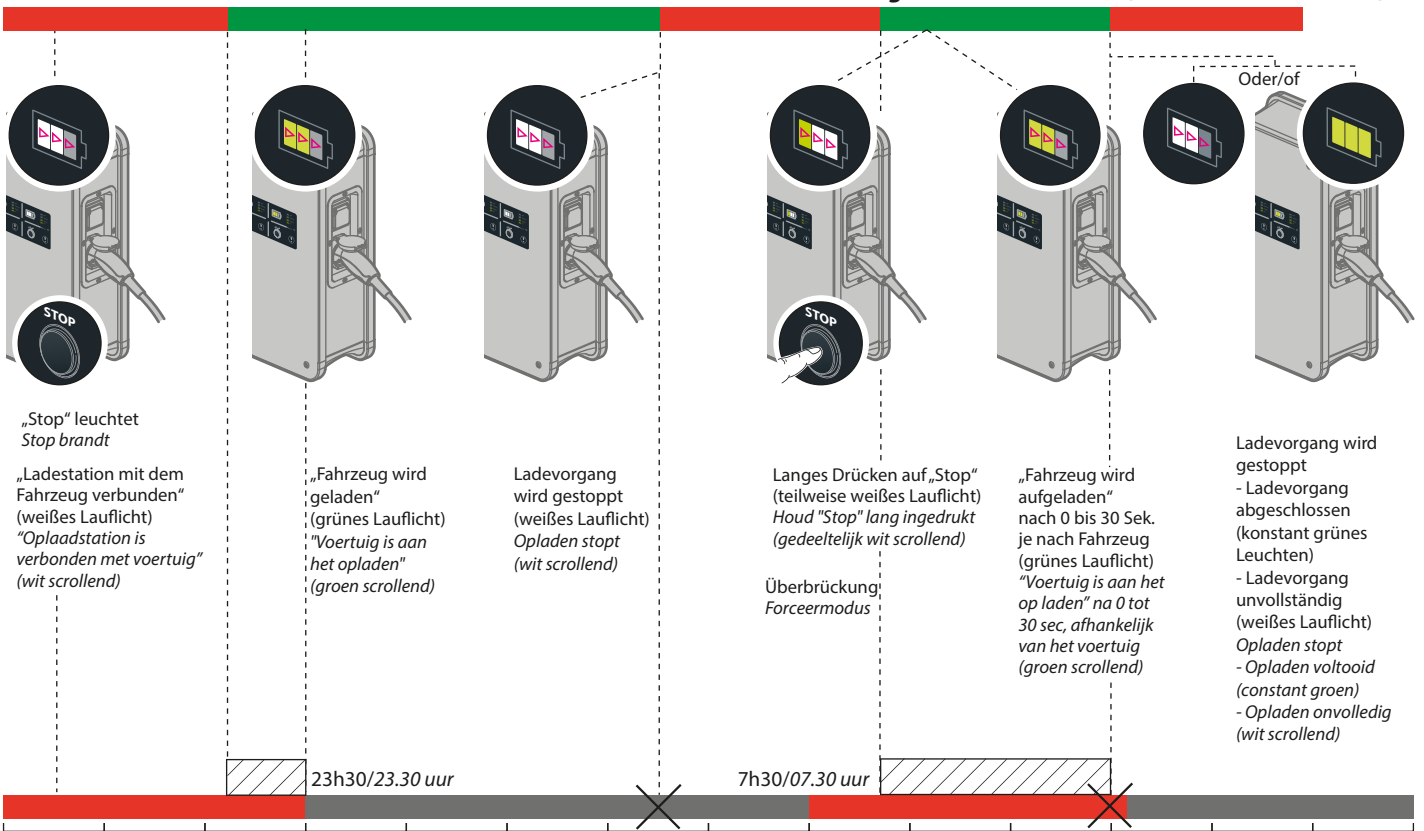 Oder/of
STOP
STOP
„Stop“ leuchtet
Stop brandt
„Ladestation mit dem
Fahrzeug verbunden“
(weißes Lauflicht)
“Oplaadstation is
verbonden met voertuig”
(wit scrollend)
„Fahrzeug wird
geladen“
(grünes Lauflicht)
"Voertuig is aan
het opladen"
(groen scrollend)
Ladevorgang
wird gestoppt
(weißes Lauflicht)
Opladen stopt
(wit scrollend)
Langes Drücken auf „Stop“
(teilweise weißes Lauflicht)
Houd "Stop" lang ingedrukt
(gedeeltelijk wit scrollend)
Überbrückung
Forceermodus
„Fahrzeug wird
aufgeladen“
nach 0 bis 30 Sek.
je nach Fahrzeug
(grünes Lauflicht)
“Voertuig is aan het
op laden” na 0 tot
30 sec, afhankelijk
van het voertuig
(groen scrollend)
Ladevorgang wird
gestoppt
- Ladevorgang
abgeschlossen
(konstant grünes
Leuchten)
- Ladevorgang
unvollständig
(weißes Lauflicht)
Opladen stopt
- Opladen voltooid
(constant groen)
- Opladen onvolledig
(wit scrollend)
23h30/23.30 uur
7h30/07.30 uur